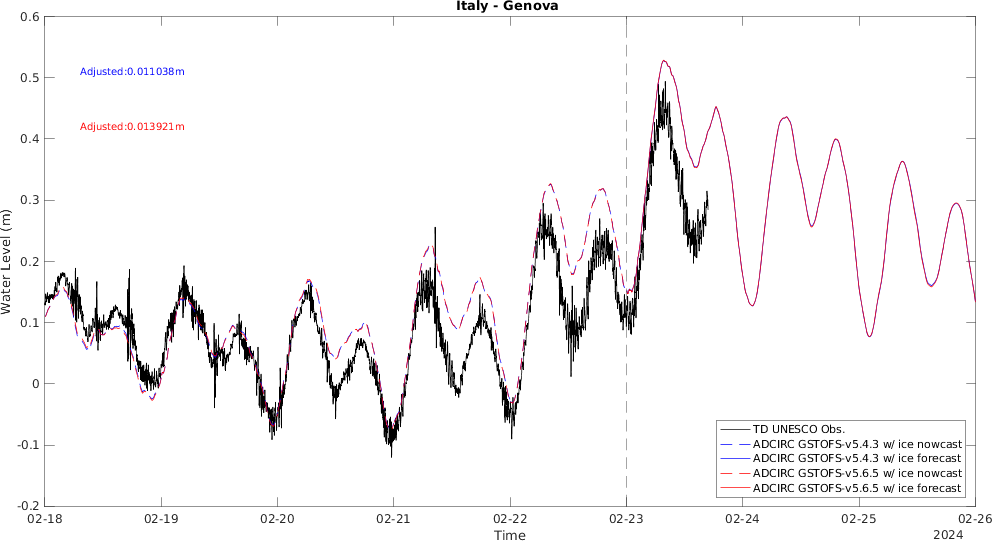 Italy - Genova
0.6
0.5
0.4
0.3
0.2
0.1
0
-0.1
-0.2
Water Level (m)
Adjusted:0.011038m
Adjusted:0.013921m
TD UNESCO Obs.
ADCIRC GSTOFS-v5.4.3 w/ ice nowcast
ADCIRC GSTOFS-v5.4.3 w/ ice forecast
ADCIRC GSTOFS-v5.6.5 w/ ice nowcast
ADCIRC GSTOFS-v5.6.5 w/ ice forecast
02-18 02-19 02-20 02-21 02-22 02-23 02-24 02-25 02-26
Time
2024